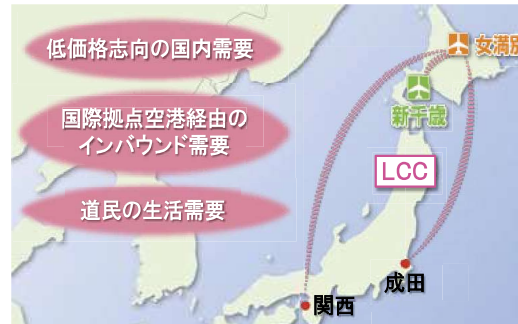 低価格志向の国内需要
国際拠点空港経由の
インバウンド需要
道民の生活需要
女満別
新千歳
LCC
成田
関西